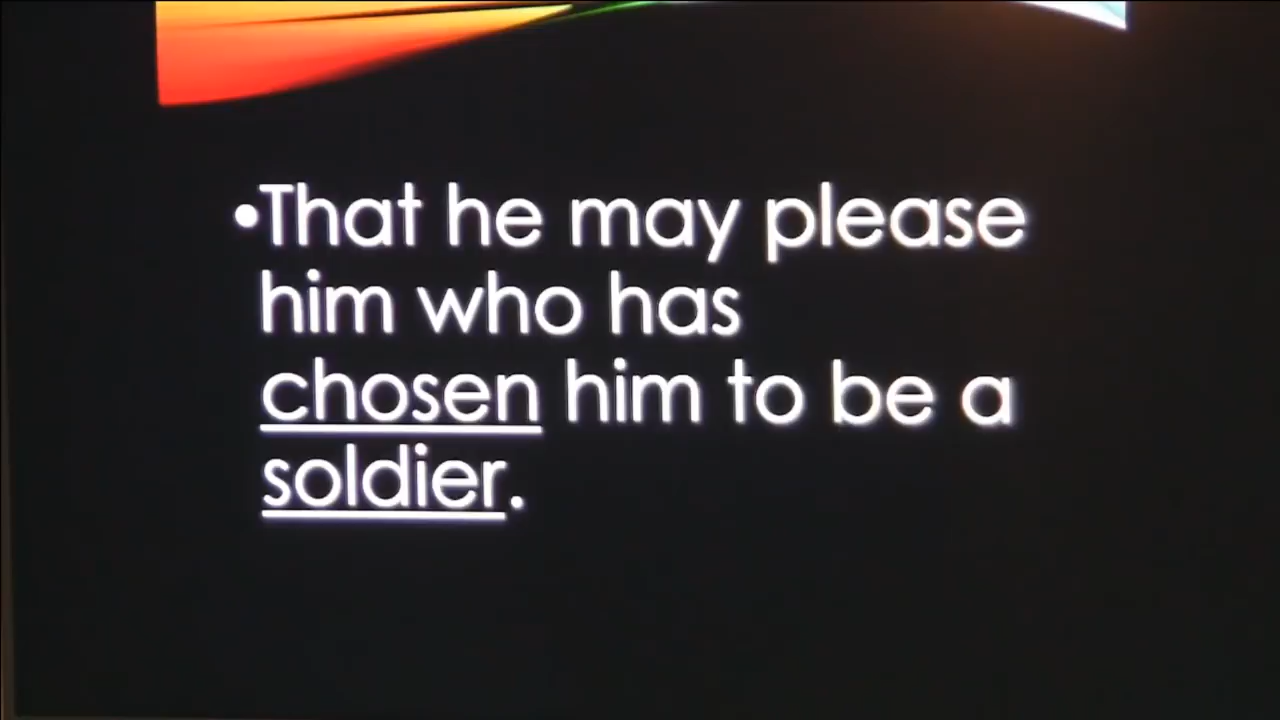 •That he may please
him who has
chosen him to be a
soldier.